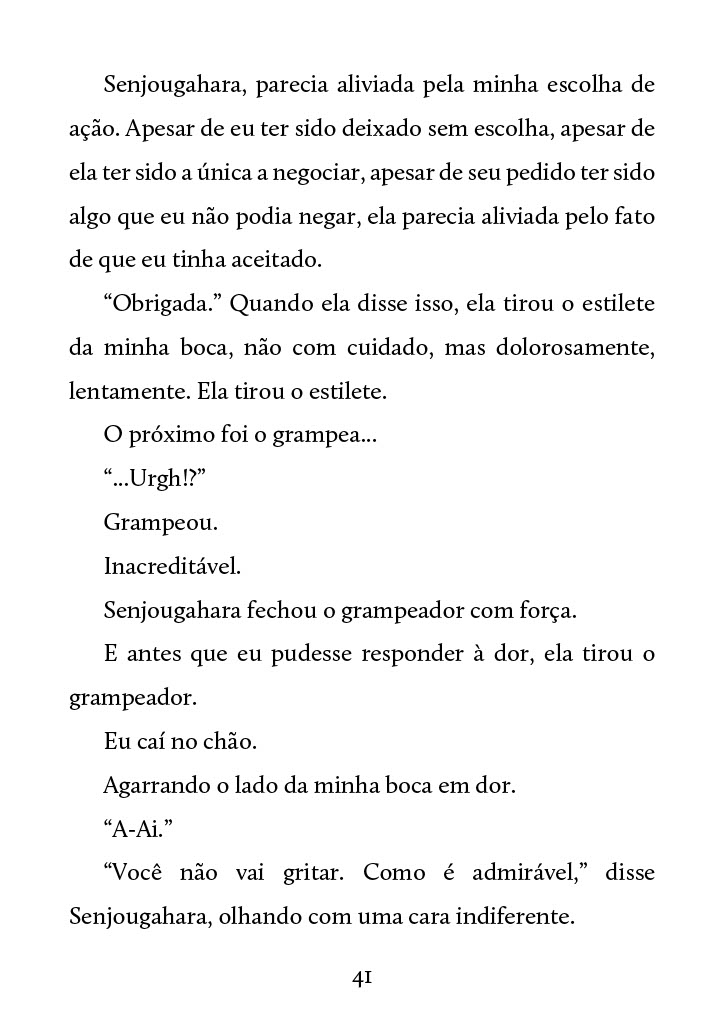 Senjougahara, parecia aliviada pela minha escolha de
ação. Apesar de eu ter sido deixado sem escolha, apesar de
ela ter sido a única a negociar, apesar de seu pedido ter sido
algo que eu não podia negar, ela parecia aliviada pelo fato
de que eu tinha aceitado.
“Obrigada.” Quando ela disse isso, ela tirou o estilete
da minha boca, não com cuidado, mas dolorosamente,
lentamente. Ela tirou o estilete.
O próximo foi o grampea...
“...Urgh!?”
Grampeou.
Inacreditável.
Senjougahara fechou o grampeador com força.
E antes que eu pudesse responder à dor, ela tirou o
grampeador.
Eu caí no chão.
Agarrando o lado da minha boca em dor.
“A-Ai.”
“Você não vai gritar. Como é admirável,” disse
Senjougahara, olhando com uma cara indiferente.
41